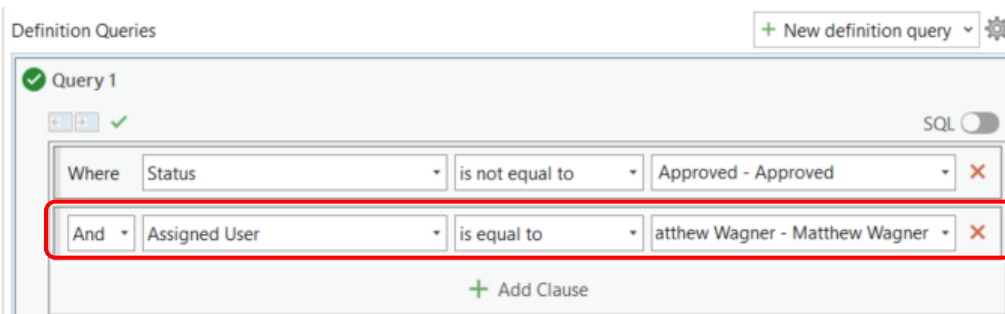 Definition Queries + New definition query
Query 1
SQL
Where Status is not equal to Approved - Approved
And Assigned User is equal to atthew Wagner - Matthew Wagner
+ Add Clause